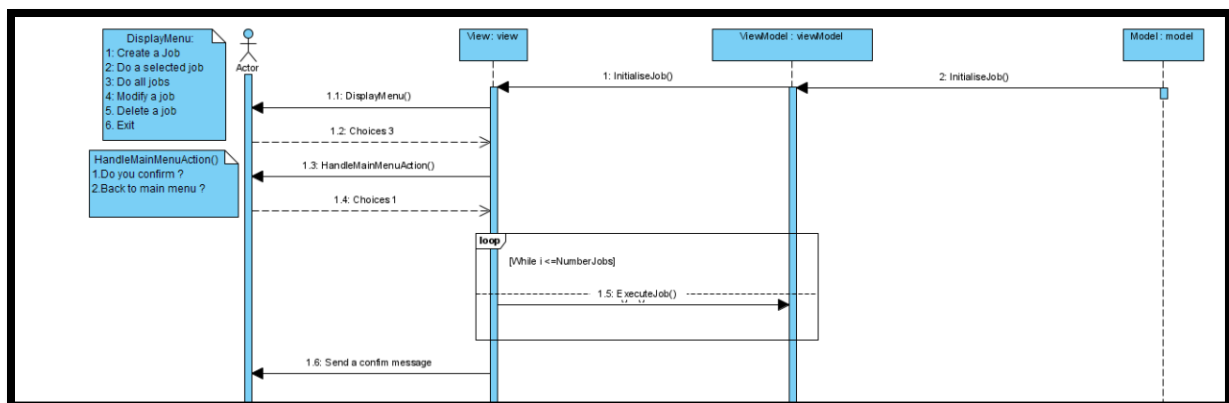 DisplayMenu:
1: Create a Job
2: Do a selected job
3: Do all jobs
4: Modify a job
5. Delete a job
6. Exit
Actor
View: view
ViewModel : viewModel
Model : model
1: InitialiseJob()
2: InitialiseJob()
1.1: DisplayMenu()
1.2: Choices 3
HandleMainMenuAction()
1.Do you confirm ?
2.Back to main menu ?
1.3: HandleMainMenuAction()
1.4: Choices 1
loop
[While i <=NumberJobs]
1.5: ExecuteJob()
1.6: Send a confim message